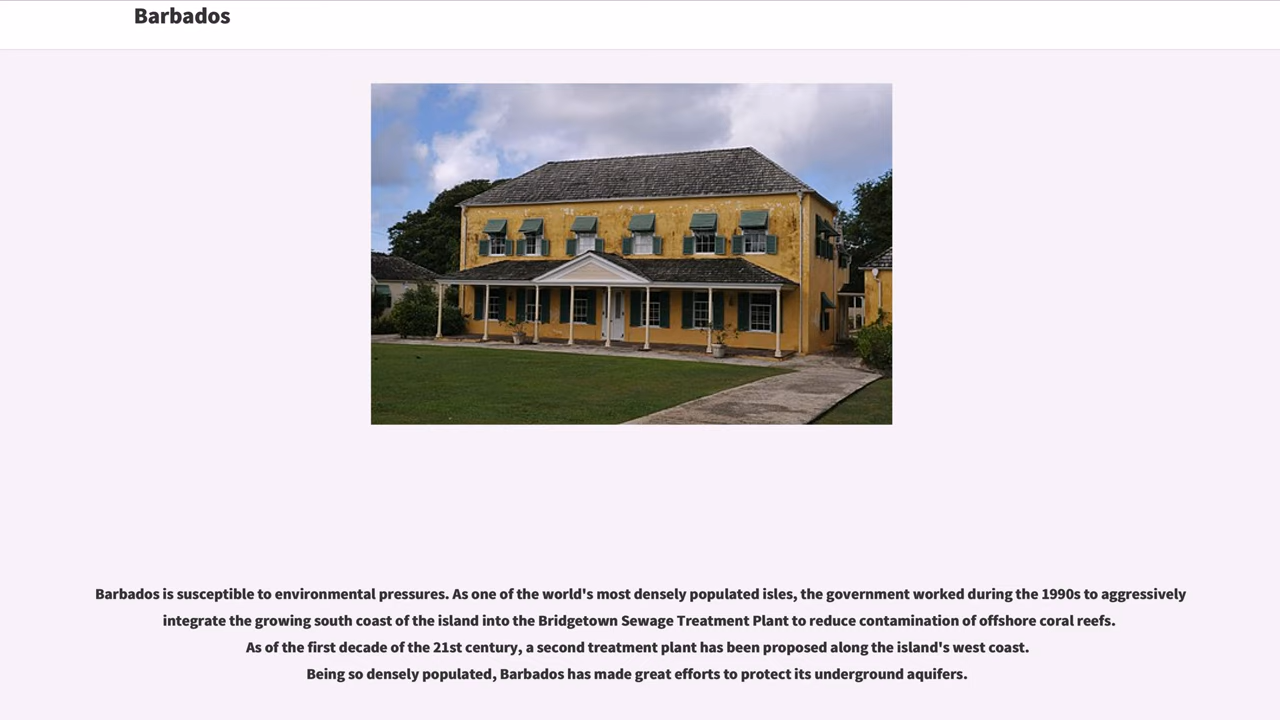 Barbados
Barbados is susceptible to environmental pressures. As one of the world's most densely populated isles, the government worked during the 1990s to aggressively
integrate the growing south coast of the island into the Bridgetown Sewage Treatment Plant to reduce contamination of offshore coral reefs.
As of the first decade of the 21st century, a second treatment plant has been proposed along the island's west coast.
Being so densely populated, Barbados has made great efforts to protect its underground aquifers.